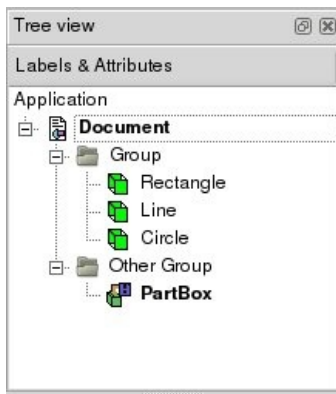 Tree view
Labels & Attributes
Application
Document
Group
Rectangle
Line
Circle
Other Group
PartBox